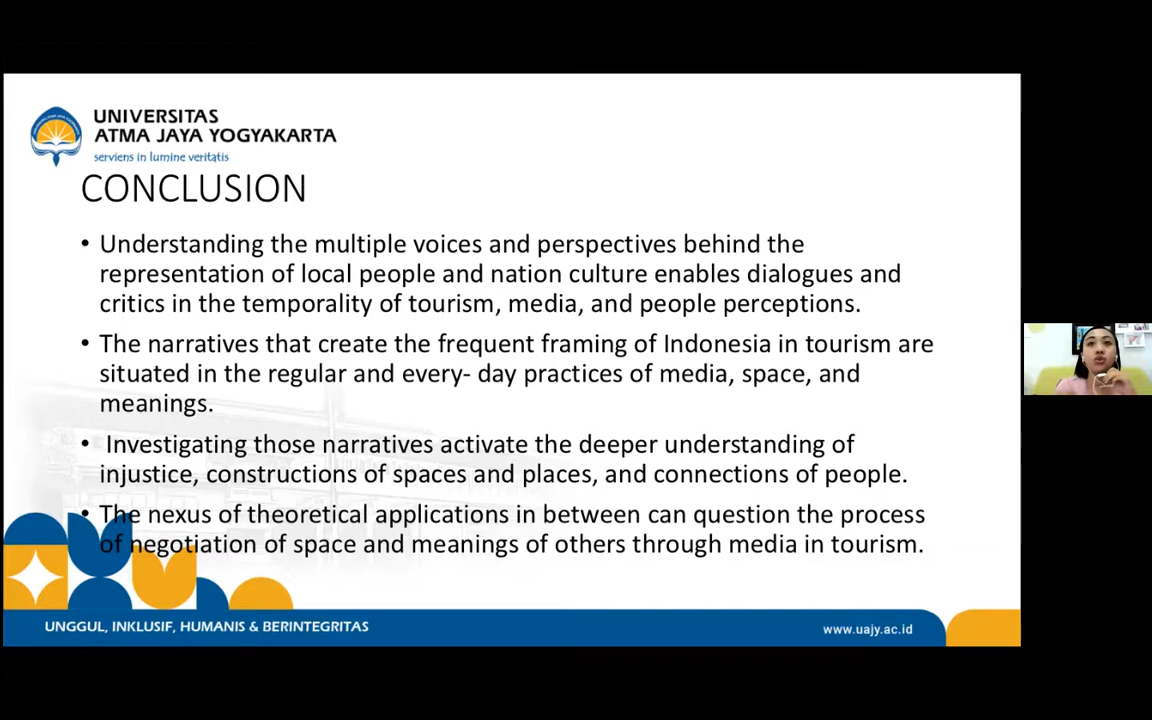 UNIVERSITAS
ATMA JAYA YOGYAKARTA
serviens in lumine veritatis
CONCLUSION
• Understanding the multiple voices and perspectives behind the
representation of local people and nation culture enables dialogues and
critics in the temporality of tourism, media, and people perceptions.
• The narratives that create the frequent framing of Indonesia in tourism are
situated in the regular and every- day practices of media, space, and
meanings.
• Investigating those narratives activate the deeper understanding of
injustice, constructions of spaces and places, and connections of people.
• The nexus of theoretical applications in between can question the process
of negotiation of space and meanings of others through media in tourism.
UNGGUL, INKLUSIF, HUMANIS & BERINTEGRITAS
www.uajy.ac.id